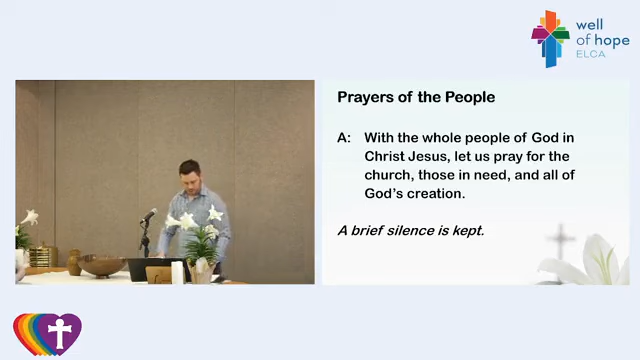 well
of hope
ELCA
Prayers of the People
A: With the whole people of God in
Christ Jesus, let us pray for the
church, those in need, and all of
God's creation.
A brief silence is kept.